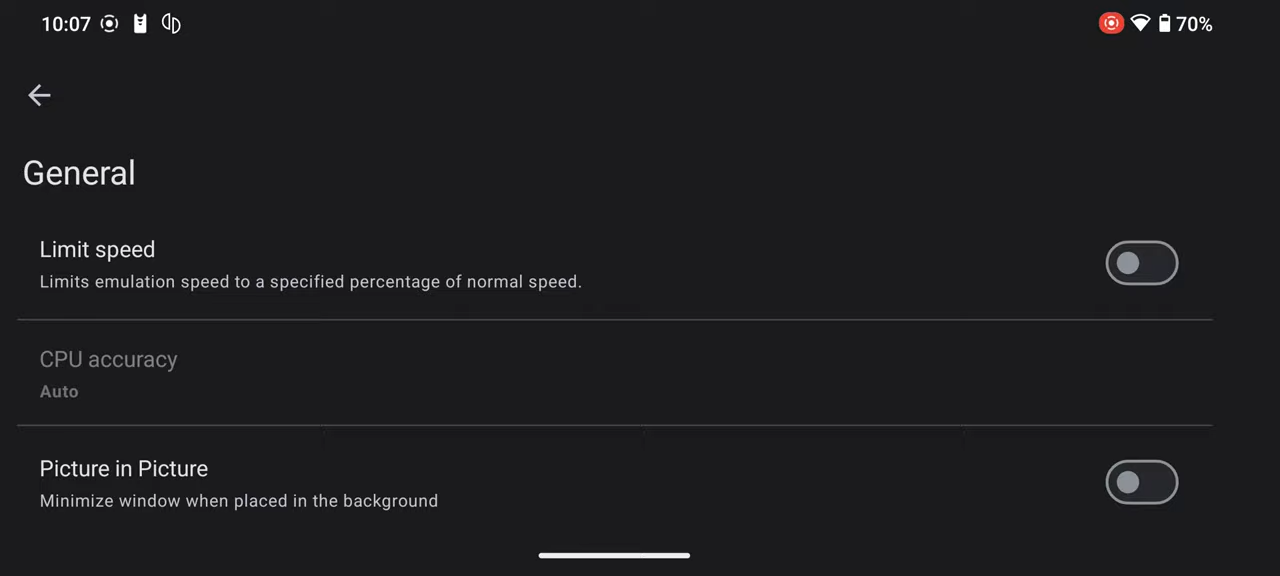 10:07
70%
General
Limit speed
Limits emulation speed to a specified percentage of normal speed.
CPU accuracy
Auto
Picture in Picture
Minimize window when placed in the background